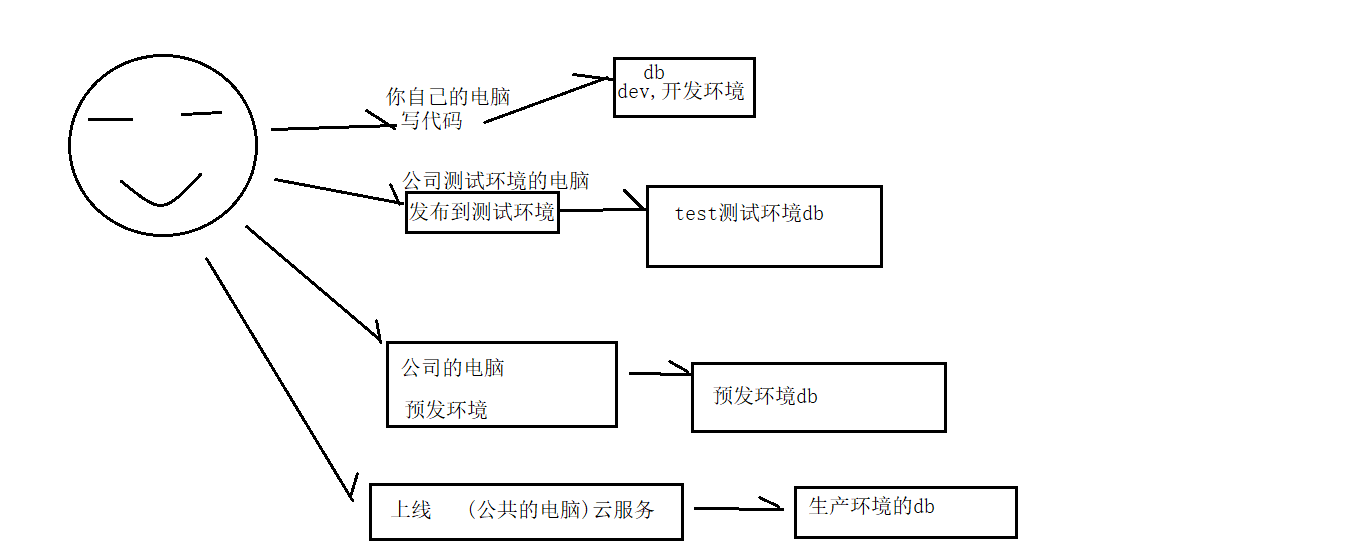 你自己的电脑
写代码
db
dev,开发环境
公司测试环境的电脑
发布到测试环境
test测试环境db
公司的电脑
预发环境
预发环境db
上线 (公共的电脑)云服务
生产环境的db